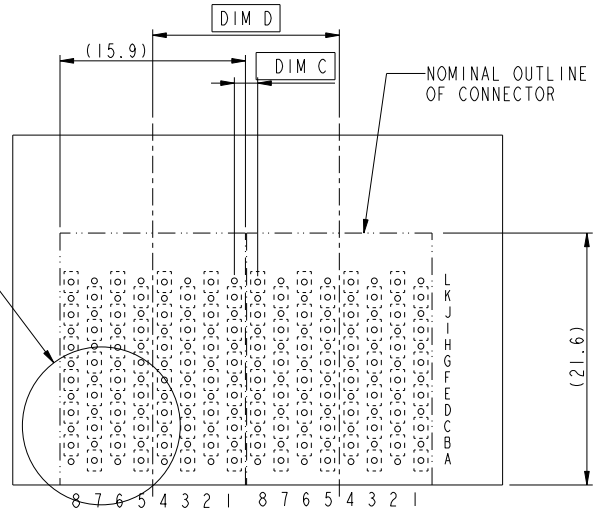 DIM D
(15.9)
DIM C
NOMINAL OUTLINE
OF CONNECTOR
L
K
J
I
H
G
F
E
D
C
B
A
(21.6)
8 7 6 5 4 3 2 1 8 7 6 5 4 3 2 1